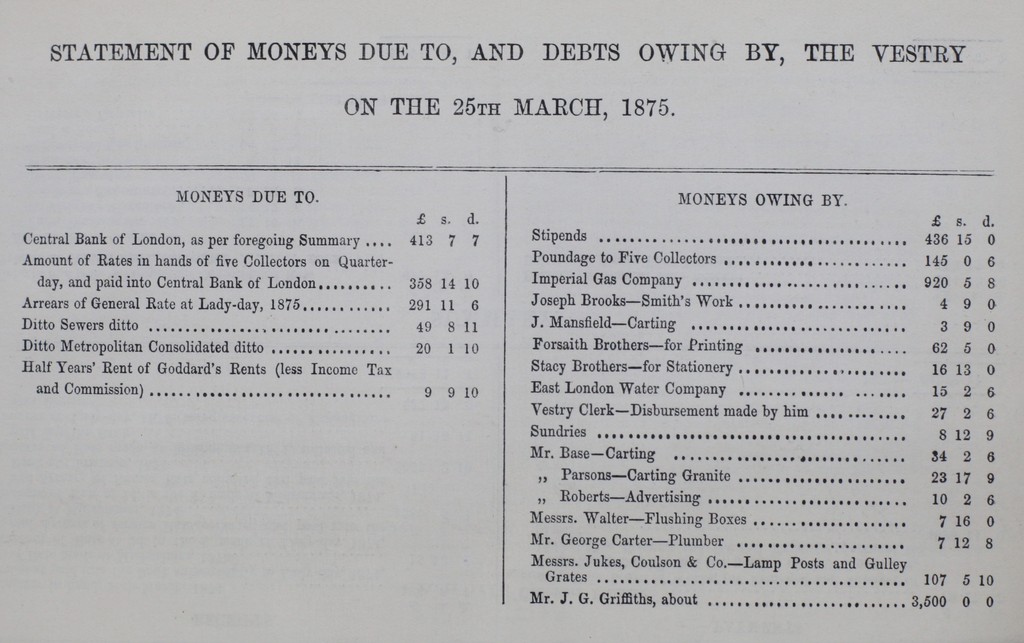 STATEMENT OF MONEYS DUE TO, AND DEBTS OWING BY, THE VESTRY
ON THE 25TH MARCH, 1875.
MONEYS DUE TO.
£ s. d.
Central Bank of London, as per foregoing Summary .... 413 7 7
Amount of Rates in hands of five Collectors on Quarter-
day, and paid into Central Bank of London.......... 358 14 10
Arrears of General Rate at Lady-day, 1875............ 291 11 6
Ditto Sewers ditto ................................ 49 8 11
Ditto Metropolitan Consolidated ditto ................ 20 1 10
Half Years' Rent of Goddard's Rents (less Income Tax
and Commission) ................................ 9 9 10
MONEYS OWING BY.
£ s. d.
Stipends ........................................ 436 15 0
Poundage to Five Collectors ........................ 145 0 6
Imperial Gas Company ............................ 920 5 8
Joseph Brooks—Smith's Work ...................... 4 9 0
J. Mansfield—Carting ............................ 3 9 0
Forsaith Brothers—for Printing .................... 62 5 0
Stacy Brothers—for Stationery ...................... 16 13 0
East London Water Company ...................... 15 2 6
Vestry Clerk—Disbursement made by him ............ 27 2 6
Sundries ........................................ 8 12 9
Mr. Base—Carting .............................. 34 2 6
„ Parsons—Carting Granite ...................... 23 17 9
„ Roberts—Advertising .......................... 10 2 6
Messrs. Walter—Flushing Boxes .................... 7 16 0
Mr. George Carter—Plumber ...................... 7 12 8
Messrs. Jukes, Coulson & Co.—Lamp Posts and Gulley
Grates ........................................ 107 5 10
Mr. J. G. Griffiths, about .......................... 3,500 0 0